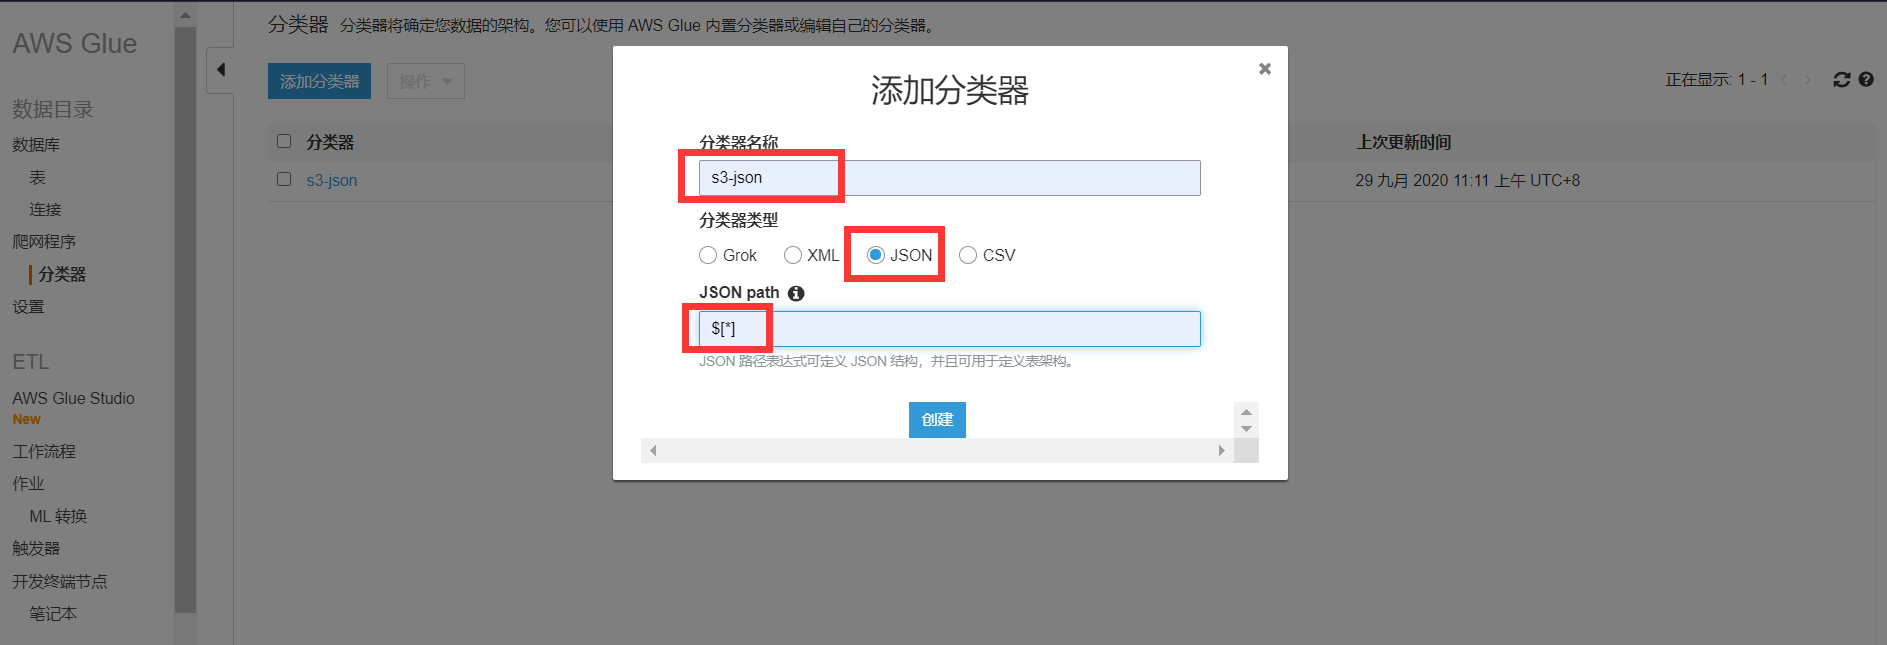 AWS Glue
数据目录
数据库
表
连接
爬网程序
分类器
设置
ETL
AWS Glue Studio
New
工作流程
作业
ML 转换
触发器
开发终端节点
笔记本
分类器 分类器将确定您数据的架构。您可以使用 AWS Glue 内置分类器或编辑自己的分类器。
添加分类器 操作
正在显示: 1 - 1
分类器 上次更新时间
s3-json 29 九月 2020 11:11 上午 UTC+8
添加分类器
分类器名称
s3-json
分类器类型
Grok XML JSON CSV
JSON path
$[*]
JSON 路径表达式可定义 JSON 结构，并且可用于定义表架构。
创建